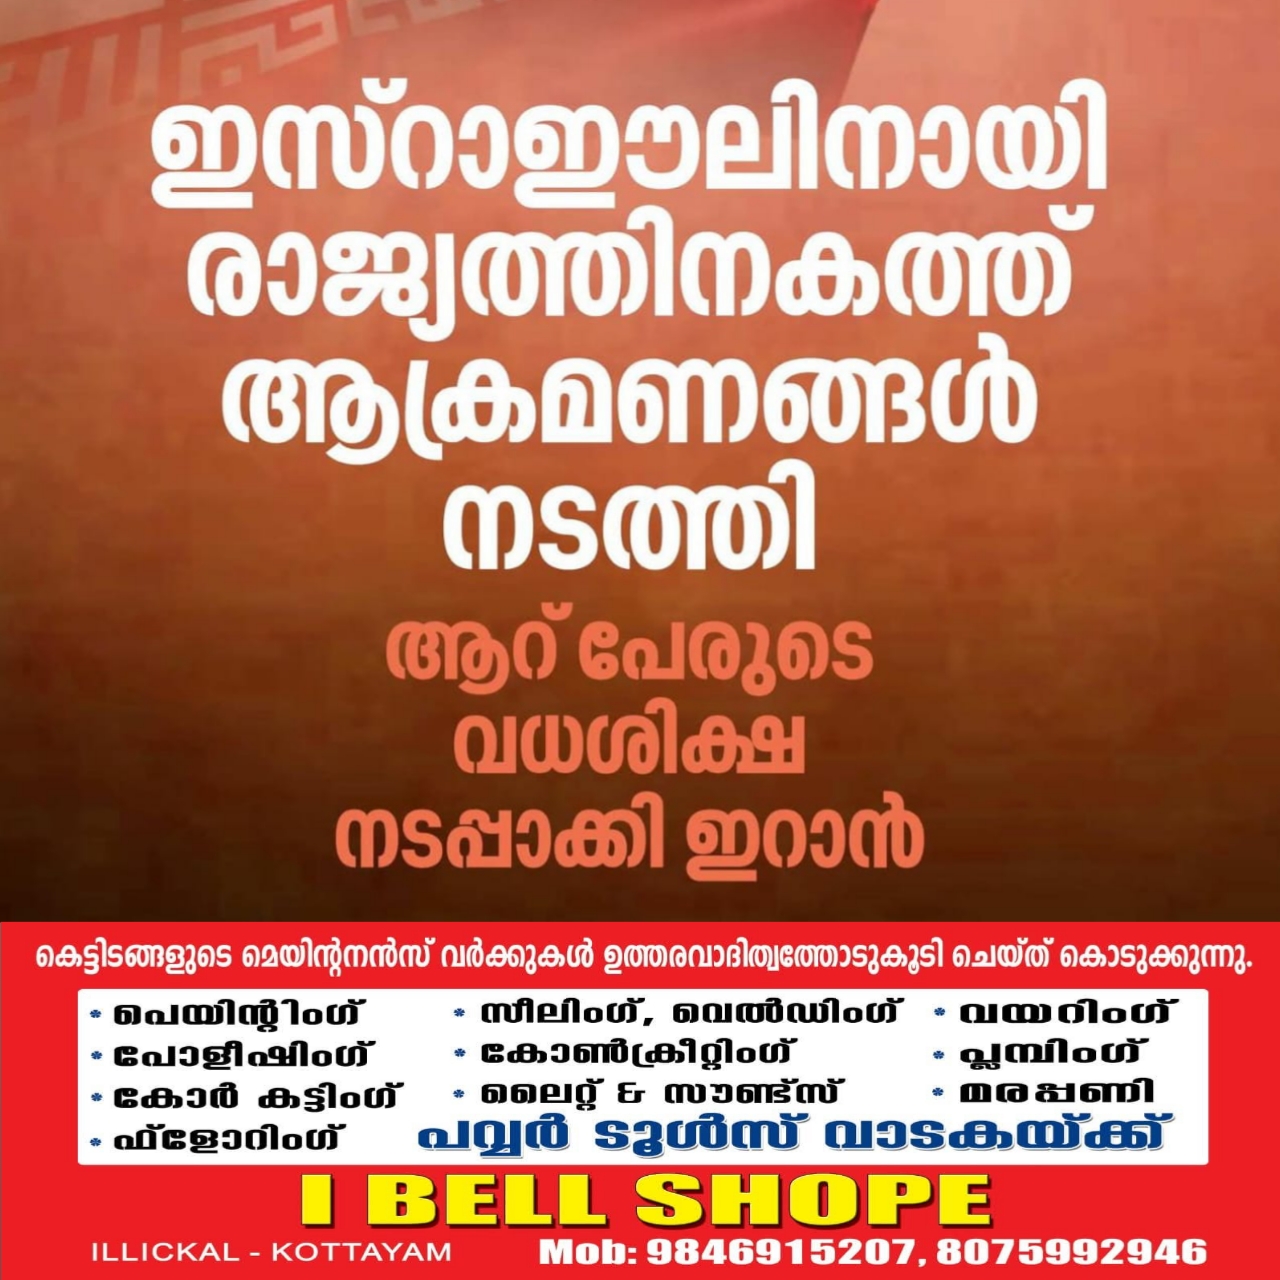 ഇസ്റാഈലിനായി
രാജ്യത്തിനകത്ത്
ആക്രമണങ്ങൾ
നടത്തി
ആറ് പേരുടെ
വധശിക്ഷ
നടപ്പാക്കി ഇറാൻ
കെട്ടിടങ്ങളുടെ മെയിന്റനൻസ് വർക്കുകൾ ഉത്തരവാദിത്വത്തോടുകൂടി ചെയ്ത് കൊടുക്കുന്നു.
* പെയിന്റിംഗ് * സീലിംഗ്, വെൽഡിംഗ് * വയറിംഗ്
* പോളീഷിംഗ് * കോൺക്രീറ്റിംഗ് * പ്ലമ്പിംഗ്
* കോർ കട്ടിംഗ് * ലൈറ്റ് & സൗണ്ട്സ് * മരപ്പണി
* ഫ്ളോറിംഗ് പവ്വർ ടൂൾസ് വാടകയ്ക്ക്
I BELL SHOPE
ILLICKAL - KOTTAYAM Mob: 9846915207, 8075992946